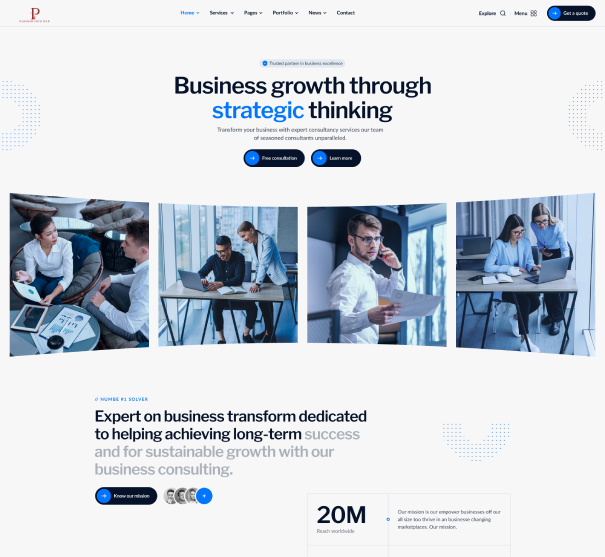 P
Home Services Pages Portfolio News Contact
Explore Menu Get a quote
Trusted partner in business excellence
Business growth through
strategic thinking
Transform your business with expert consultancy services our team
of seasoned consultants unparalleled.
Free consultation Learn more
// NUMBE #1 SOLVER
Expert on business transform dedicated
to helping achieving long-term success
and for sustainable growth with our
business consulting.
Know our mission +
20M
Reach worldwide
Our mission is our empower businesses off our
all size too thrive in an businesse changing
marketplaces. Our mission.